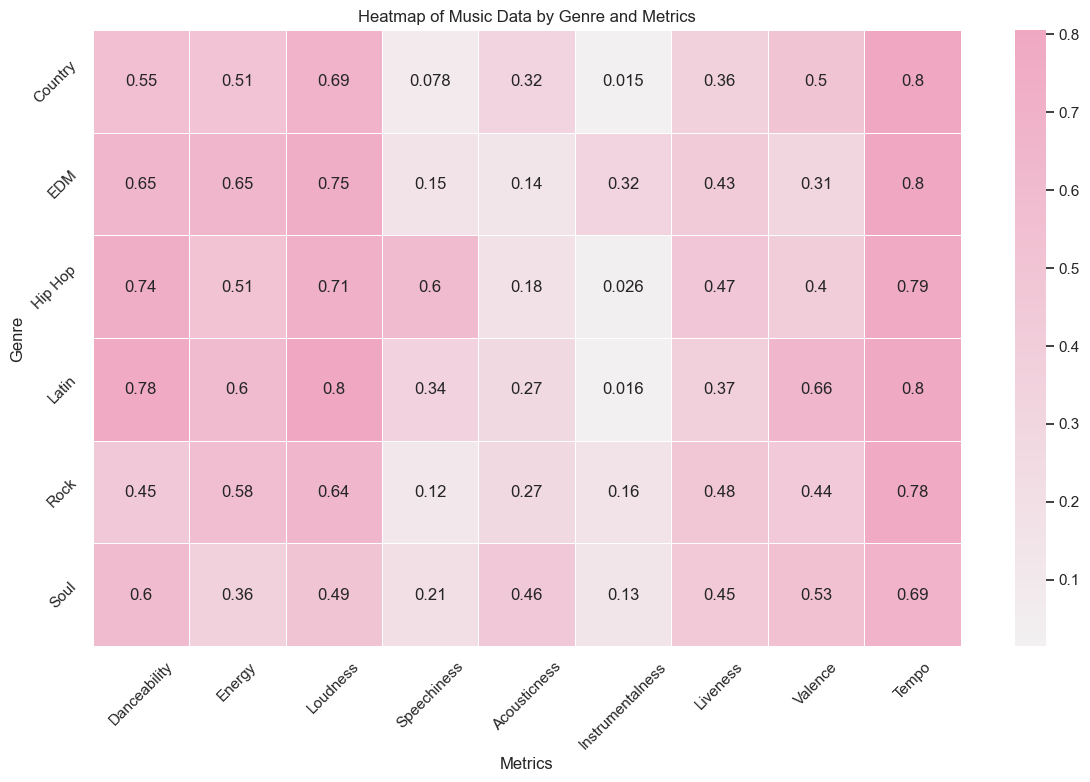 Heatmap of Music Data by Genre and Metrics
Genre
Country 0.55 0.51 0.69 0.078 0.32 0.015 0.36 0.5 0.8
EDM 0.65 0.65 0.75 0.15 0.14 0.32 0.43 0.31 0.8
Hip Hop 0.74 0.51 0.71 0.6 0.18 0.026 0.47 0.4 0.79
Latin 0.78 0.6 0.8 0.34 0.27 0.016 0.37 0.66 0.8
Rock 0.45 0.58 0.64 0.12 0.27 0.16 0.48 0.44 0.78
Soul 0.6 0.36 0.49 0.21 0.46 0.13 0.45 0.53 0.69
Danceability Energy Loudness Speechiness Acousticness Instrumentalness Liveness Valence Tempo
Metrics
0.8
0.7
0.6
0.5
0.4
0.3
0.2
0.1